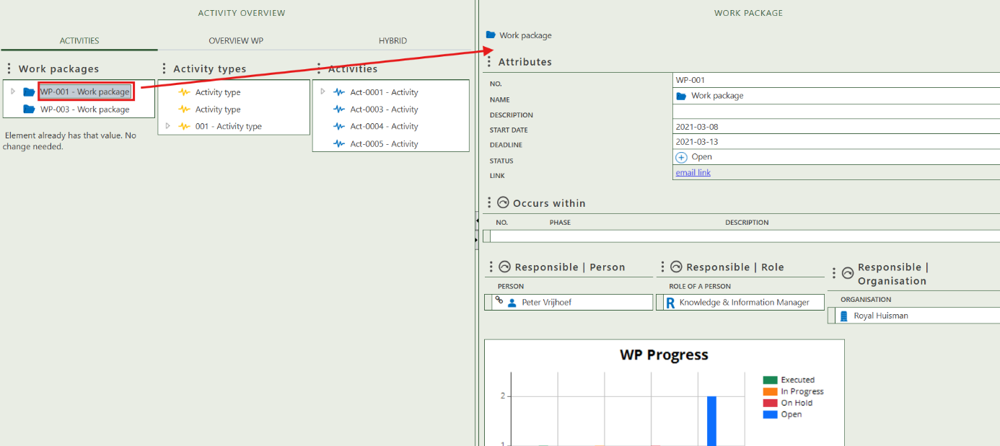 ACTIVITY OVERVIEW
ACTIVITIES
OVERVIEW WP
HYBRID
Work packages
WP-001 - Work package
WP-003 - Work package
Element already has that value. No
change needed.
Activity types
Activity type
Activity type
001 - Activity type
Activities
Act-0001 - Activity
Act-0003 - Activity
Act-0004 - Activity
Act-0005 - Activity
WORK PACKAGE
Work package
Attributes
NO. WP-001
NAME Work package
DESCRIPTION
START DATE 2021-03-08
DEADLINE 2021-03-13
STATUS Open
LINK email link
Occurs within
NO. PHASE DESCRIPTION
Responsible | Person
PERSON
Peter Vrijhoef
Responsible | Role
ROLE OF A PERSON
R Knowledge & Information Manager
Responsible |
Organisation
ORGANISATION
Royal Huisman
WP Progress
2
1
Executed
In Progress
On Hold
Open